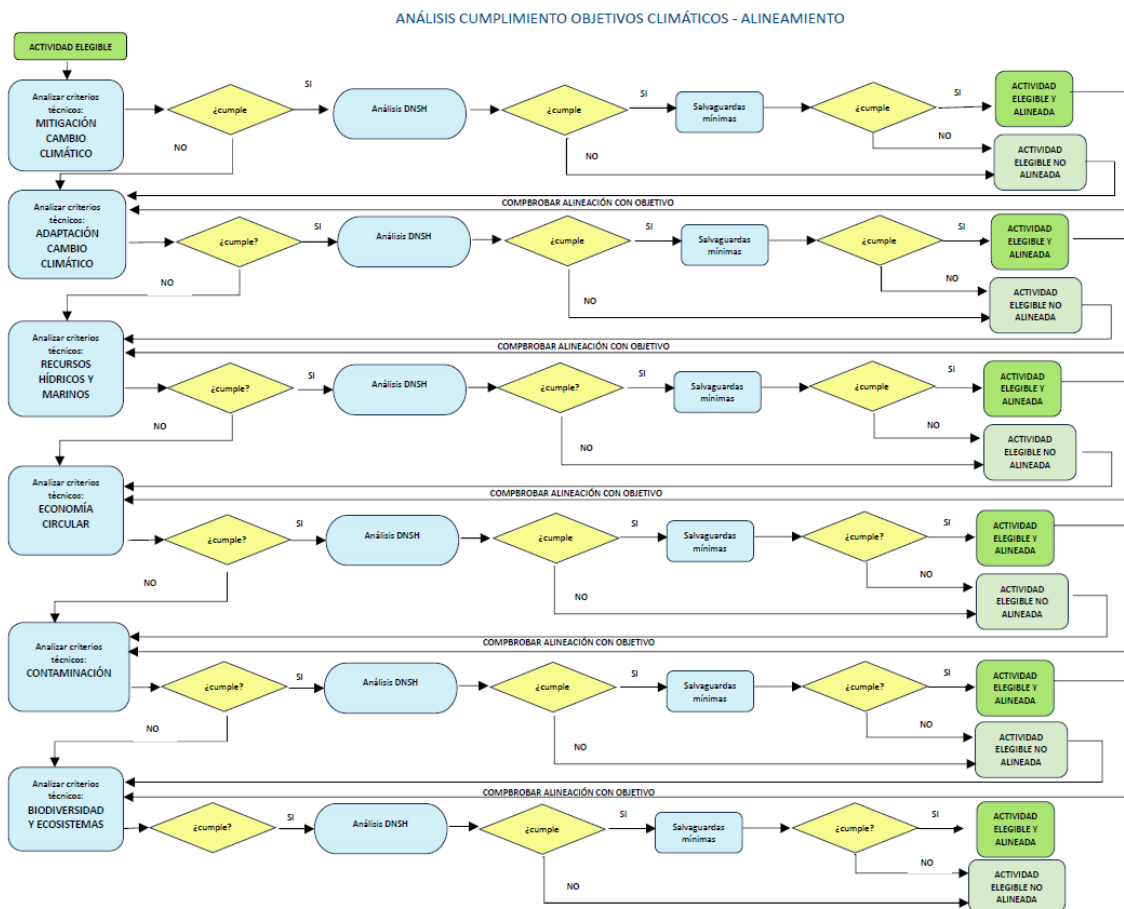 ANÁLISIS CUMPLIMIENTO OBJETIVOS CLIMÁTICOS - ALINEAMIENTO
ACTIVIDAD ELEGIBLE
Analizar criterios
técnicos:
MITIGACIÓN
CAMBIO
CLIMÁTICO
¿cumple
SI
NO
Análisis DNSH
¿cumple
SI
NO
Salvaguardas
mínimas
¿cumple
SI
NO
ACTIVIDAD
ELEGIBLE Y
ALINEADA
ACTIVIDAD
ELEGIBLE NO
ALINEADA
COMPBROBAR ALINEACIÓN CON OBJETIVO
Analizar criterios
técnicos:
ADAPTACIÓN
CAMBIO
CLIMÁTICO
¿cumple?
SI
NO
Análisis DNSH
¿cumple
SI
NO
Salvaguardas
mínimas
¿cumple
SI
NO
ACTIVIDAD
ELEGIBLE Y
ALINEADA
ACTIVIDAD
ELEGIBLE NO
ALINEADA
COMPBROBAR ALINEACIÓN CON OBJETIVO
Analizar criterios
técnicos:
RECURSOS
HÍDRICOS Y
MARINOS
¿cumple?
SI
NO
Análisis DNSH
¿cumple?
SI
NO
Salvaguardas
mínimas
¿cumple
SI
NO
ACTIVIDAD
ELEGIBLE Y
ALINEADA
ACTIVIDAD
ELEGIBLE NO
ALINEADA
COMPBROBAR ALINEACIÓN CON OBJETIVO
Analizar criterios
técnicos:
ECONOMÍA
CIRCULAR
¿cumple?
SI
NO
Análisis DNSH
¿cumple
SI
NO
Salvaguardas
mínimas
¿cumple?
SI
NO
ACTIVIDAD
ELEGIBLE Y
ALINEADA
ACTIVIDAD
ELEGIBLE NO
ALINEADA
COMPBROBAR ALINEACIÓN CON OBJETIVO
Analizar criterios
técnicos:
CONTAMINACIÓN
¿cumple?
SI
NO
Análisis DNSH
¿cumple
SI
NO
Salvaguardas
mínimas
¿cumple?
SI
NO
ACTIVIDAD
ELEGIBLE Y
ALINEADA
ACTIVIDAD
ELEGIBLE NO
ALINEADA
COMPBROBAR ALINEACIÓN CON OBJETIVO
Analizar criterios
técnicos:
BIODIVERSIDAD
Y ECOSISTEMAS
¿cumple?
SI
Análisis DNSH
¿cumple
SI
NO
Salvaguardas
mínimas
¿cumple?
SI
NO
ACTIVIDAD
ELEGIBLE Y
ALINEADA
ACTIVIDAD
ELEGIBLE NO
ALINEADA